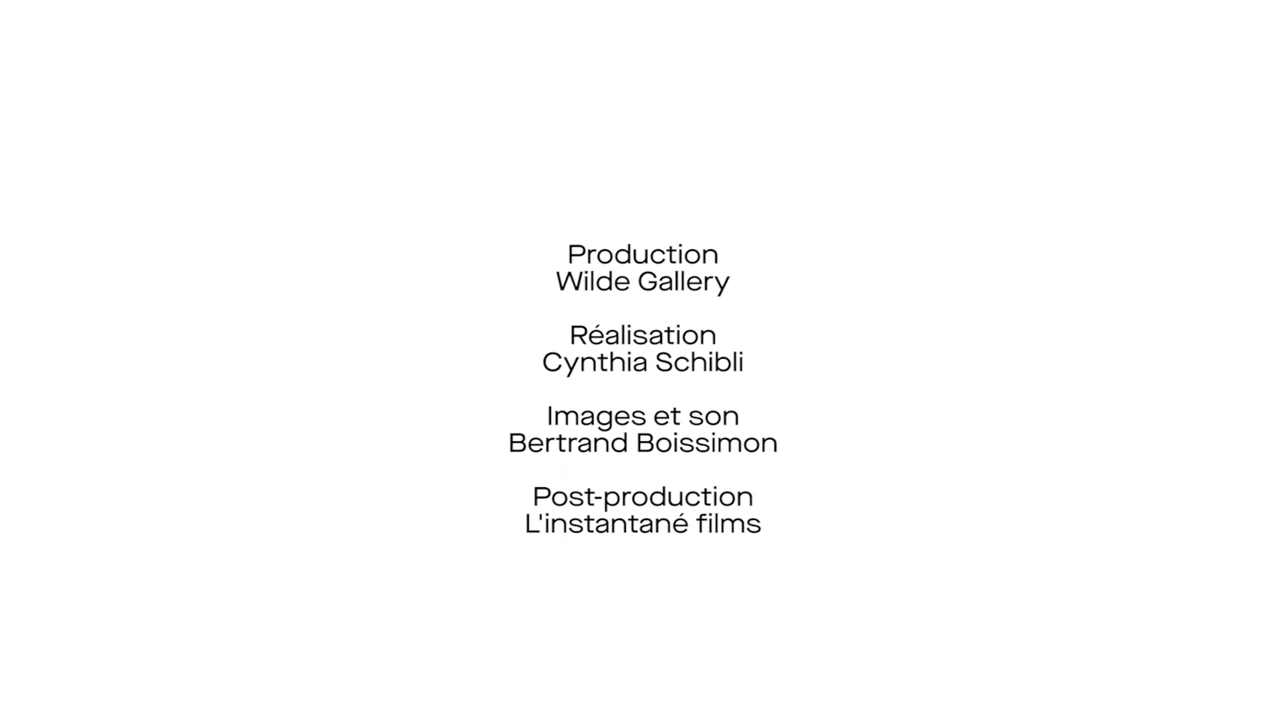 Production
Wilde Gallery
Réalisation
Cynthia Schibli
Images et son
Bertrand Boissimon
Post-production
L'instantané films